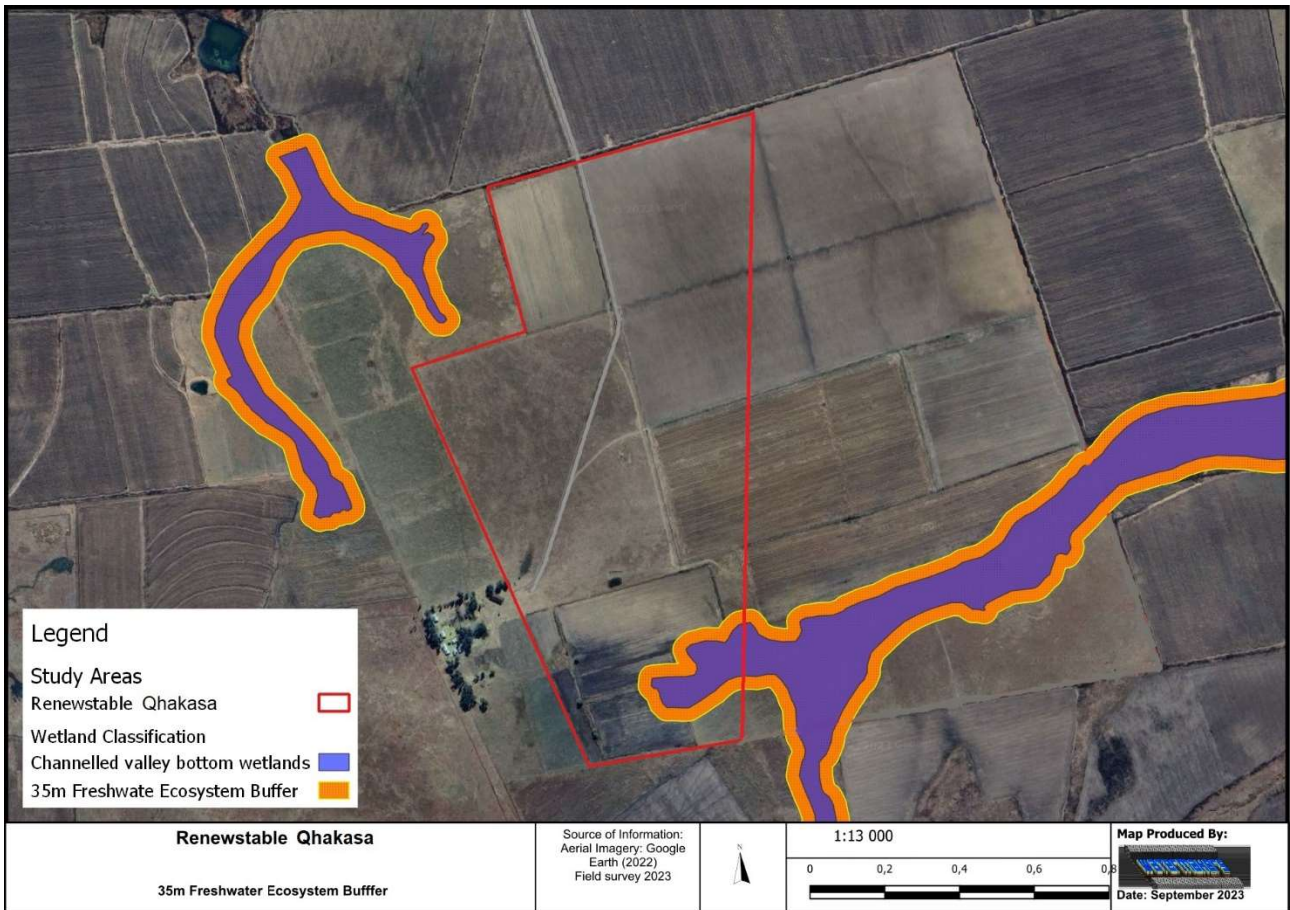 Legend
Study Areas
Renewstable Qhakasa
Wetland Classification
Channelled valley bottom wetlands
35m Freshwate Ecosystem Buffer
Renewstable Qhakasa
35m Freshwater Ecosystem Bufffer
Source of Information:
Aerial Imagery: Google
Earth (2022)
Field survey 2023
N
1:13 000
0 0,2 0,4 0,6 0,8
Map Produced By:
Date: September 2023